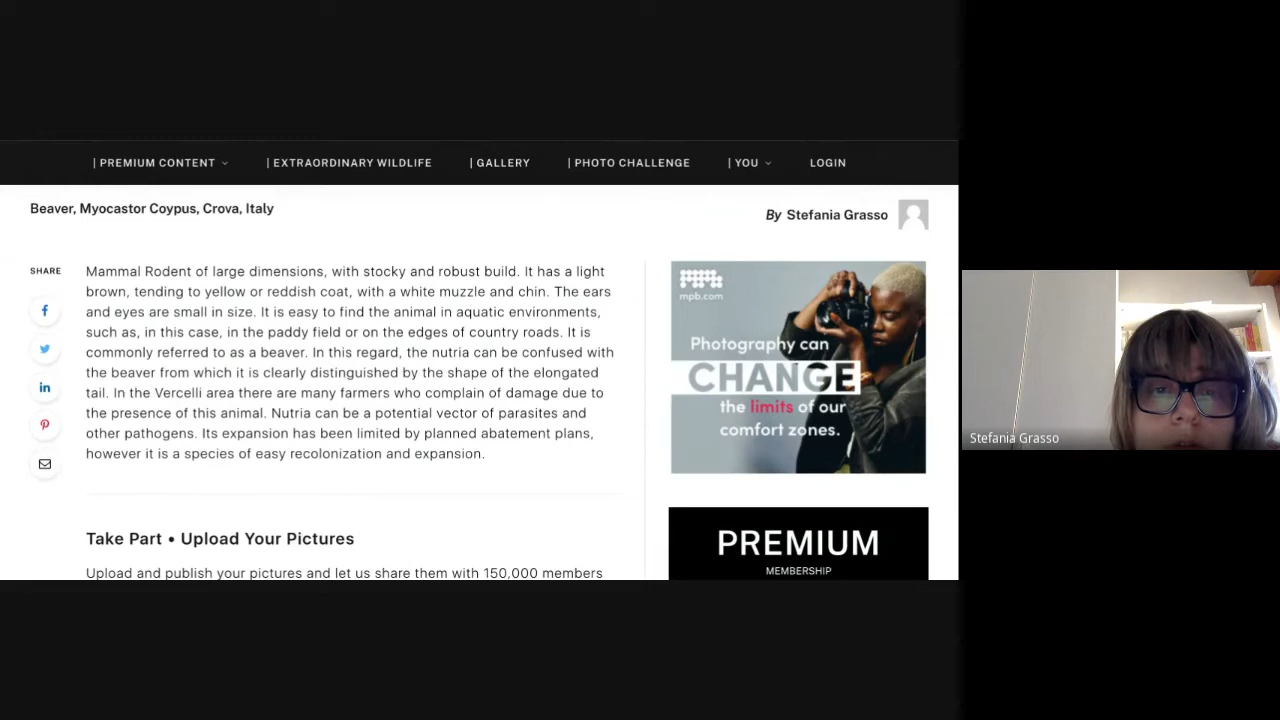 | PREMIUM CONTENT
| EXTRAORDINARY WILDLIFE
| GALLERY
| PHOTO CHALLENGE
| YOU
LOGIN
Beaver, Myocastor Coypus, Crova, Italy
By Stefania Grasso
SHARE
Mammal Rodent of large dimensions, with stocky and robust build. It has a light
brown, tending to yellow or reddish coat, with a white muzzle and chin. The ears
and eyes are small in size. It is easy to find the animal in aquatic environments,
such as, in this case, in the paddy field or on the edges of country roads. It is
commonly referred to as a beaver. In this regard, the nutria can be confused with
the beaver from which it is clearly distinguished by the shape of the elongated
tail. In the Vercelli area there are many farmers who complain of damage due to
the presence of this animal. Nutria can be a potential vector of parasites and
other pathogens. Its expansion has been limited by planned abatement plans,
however it is a species of easy recolonization and expansion.
Take Part • Upload Your Pictures
Upload and publish your pictures and let us share them with 150,000 members
mpb.com
Photography can
CHANGE
the limits of our
comfort zones.
PREMIUM
MEMBERSHIP
Stefania Grasso